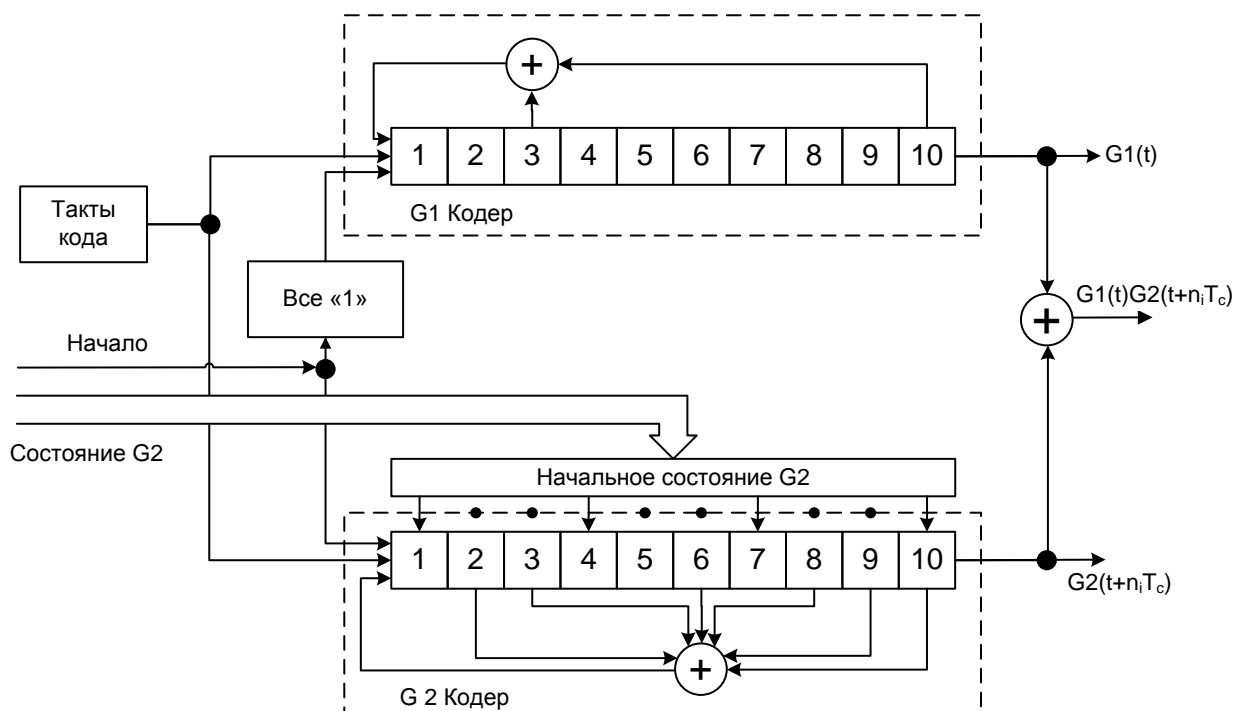 +
1 2 3 4 5 6 7 8 9 10
G1(t)
G1 Кодер
Такты
кода
Все «1»
G1(t)G2(t+nᵢT_c)
+
Начало
Состояние G2
Начальное состояние G2
1 2 3 4 5 6 7 8 9 10
G2(t+nᵢT_c)
+
G 2 Кодер